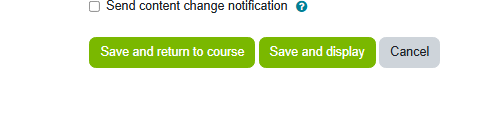 Send content change notification
Save and return to course Save and display Cancel